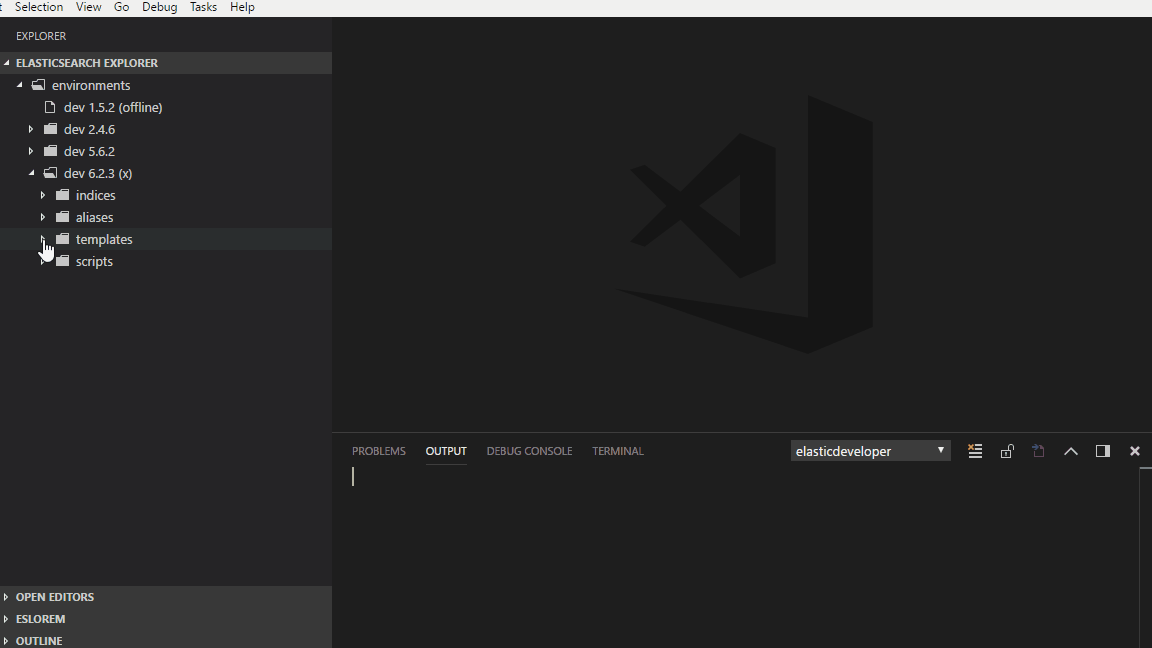 Selection View Go Debug Tasks Help
EXPLORER
ELASTICSEARCH EXPLORER
environments
dev 1.5.2 (offline)
dev 2.4.6
dev 5.6.2
dev 6.2.3 (x)
indices
aliases
templates
scripts
PROBLEMS OUTPUT DEBUG CONSOLE TERMINAL elasticdeveloper
OPEN EDITORS
ESLOREM
OUTLINE